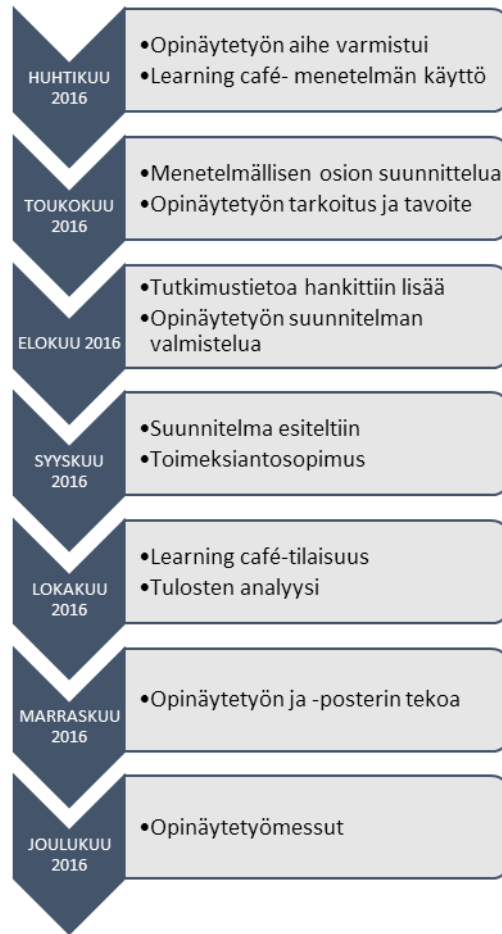 HUHTIKUU
2016
•Opinäytetyön aihe varmistui
•Learning café- menetelmän käyttö
TOUKOKUU
2016
•Menetelmällisen osion suunnittelua
•Opinäytetyön tarkoitus ja tavoite
ELOKUU 2016
•Tutkimustietoa hankittiin lisää
•Opinäytetyön suunnitelman
valmistelua
SYYSKUU
2016
•Suunnitelma esiteltiin
•Toimeksiantosopimus
LOKAKUU
2016
•Learning café-tilaisuus
•Tulosten analyysi
MARRASKUU
2016
•Opinäytetyön ja -posterin tekoa
JOULUKUU
2016
•Opinäytetyömessut